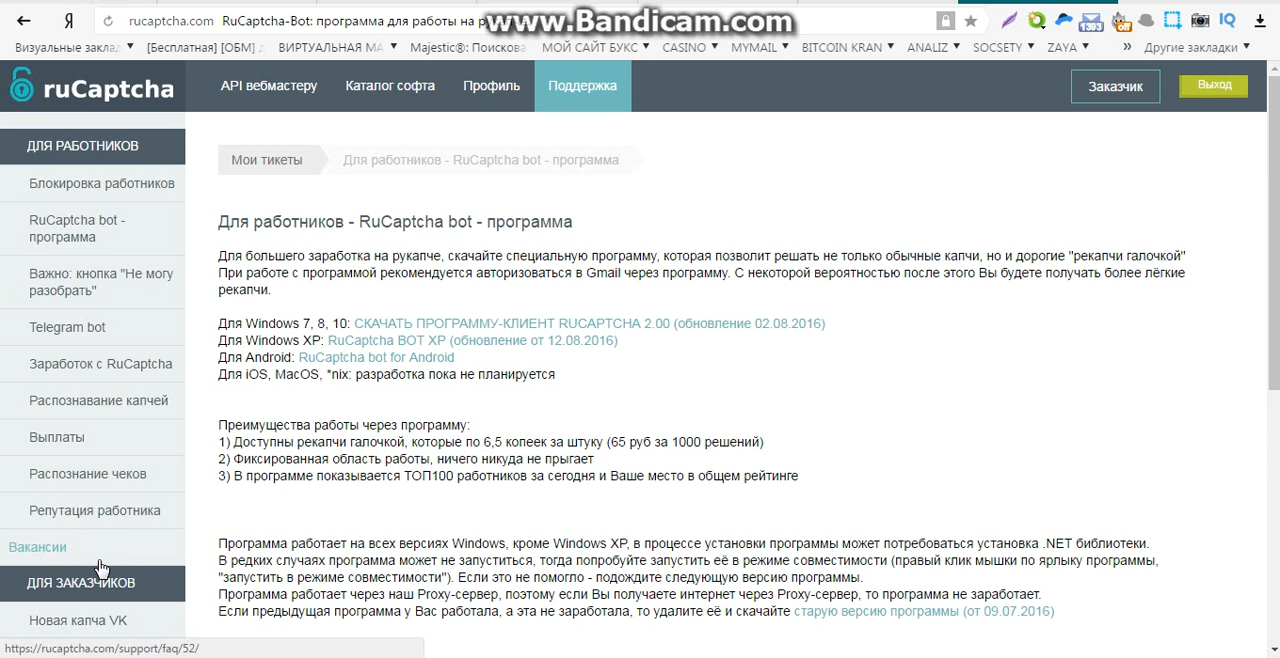 Я
rucaptcha.com RuCaptcha-Bot: программа для работы на
www.Bandicam.com
Визуальные заклад
[Бесплатная] [ОБМ]
ВИРТУАЛЬНАЯ МА
Majestic®: Поискова
МОЙ САЙТ БУКС
CASINO
MYMAIL
BITCOIN KRAN
ANALIZ
SOCSETY
ZAYA
»
Другие закладки
ruCaptcha
API вебмастеру
Каталог софта
Профиль
Поддержка
Заказчик
Выход
ДЛЯ РАБОТНИКОВ
Блокировка работников
RuCaptcha bot -
программа
Важно: кнопка "Не могу
разобрать"
Telegram bot
Заработок с RuCaptcha
Распознавание капчей
Выплаты
Распознание чеков
Репутация работника
Вакансии
ДЛЯ ЗАКАЗЧИКОВ
Новая капча VK
https://rucaptcha.com/support/faq/52/
Мои тикеты
Для работников - RuCaptcha bot - программа
Для работников - RuCaptcha bot - программа
Для большего заработка на рукапче, скачайте специальную программу, которая позволит решать не только обычные капчи, но и дорогие "рекапчи галочкой"
При работе с программой рекомендуется авторизоваться в Gmail через программу. С некоторой вероятностью после этого Вы будете получать более лёгкие
рекапчи.
Для Windows 7, 8, 10: СКАЧАТЬ ПРОГРАММУ-КЛИЕНТ RUCAPTCHA 2.00 (обновление 02.08.2016)
Для Windows XP: RuCaptcha BOT XP (обновление от 12.08.2016)
Для Android: RuCaptcha bot for Android
Для iOS, MacOS, *nix: разработка пока не планируется
Преимущества работы через программу:
1) Доступны рекапчи галочкой, которые по 6,5 копеек за штуку (65 руб за 1000 решений)
2) Фиксированная область работы, ничего никуда не прыгает
3) В программе показывается ТОП100 работников за сегодня и Ваше место в общем рейтинге
Программа работает на всех версиях Windows, кроме Windows XP, в процессе установки программы может потребоваться установка .NET библиотеки.
В редких случаях программа может не запуститься, тогда попробуйте запустить её в режиме совместимости (правый клик мышки по ярлыку программы,
"запустить в режиме совместимости"). Если это не помогло - подождите следующую версию программы.
Программа работает через наш Proxy-сервер, поэтому если Вы получаете интернет через Proxy-сервер, то программа не заработает.
Если предыдущая программа у Вас работала, а эта не заработала, то удалите её и скачайте старую версию программы (от 09.07.2016)